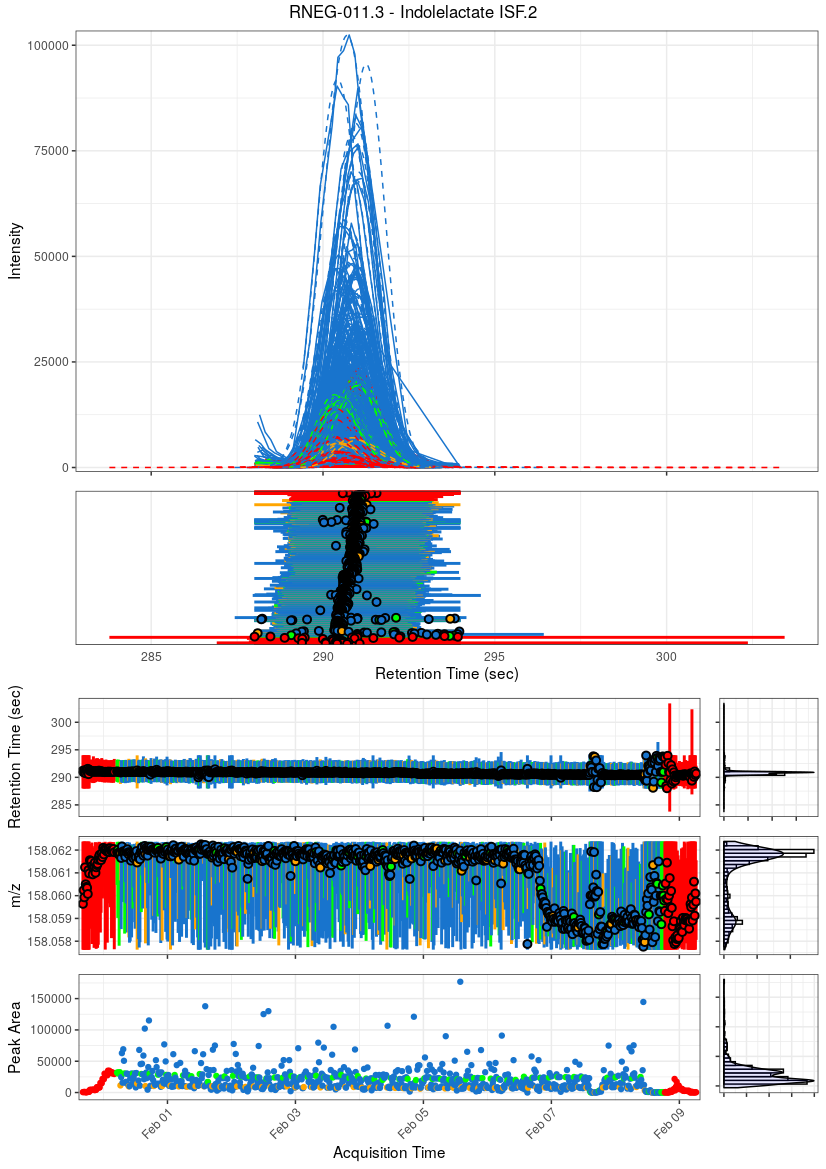 RNEG-011.3 - Indolelactate ISF.2
100000
75000
50000
25000
0
Intensity
285
290
295
300
Retention Time (sec)
300
295
290
285
Retention Time (sec)
158.062
158.061
158.060
158.059
158.058
m/z
150000
100000
50000
0
Peak Area
Feb 01
Feb 03
Feb 05
Feb 07
Feb 09
Acquisition Time